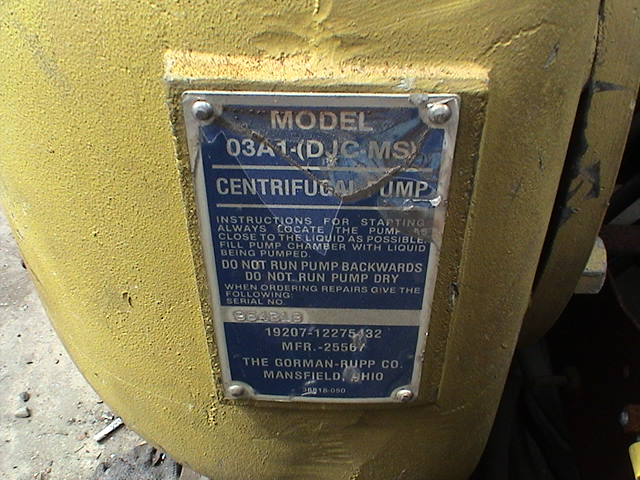 MODEL
03A1-(DJC-MS)
CENTRIFUGAL PUMP
INSTRUCTIONS FOR STARTING
ALWAYS LOCATE THE PUMP AS
CLOSE TO THE LIQUID AS POSSIBLE.
FILL PUMP CHAMBER WITH LIQUID
BEING PUMPED.
DO NOT RUN PUMP BACKWARDS
DO NOT RUN PUMP DRY
WHEN ORDERING REPAIRS GIVE THE
FOLLOWING:
SERIAL NO.
19207-12275432
MFR.-25567
THE GORMAN-RUPP CO.
MANSFIELD, OHIO
38818-050